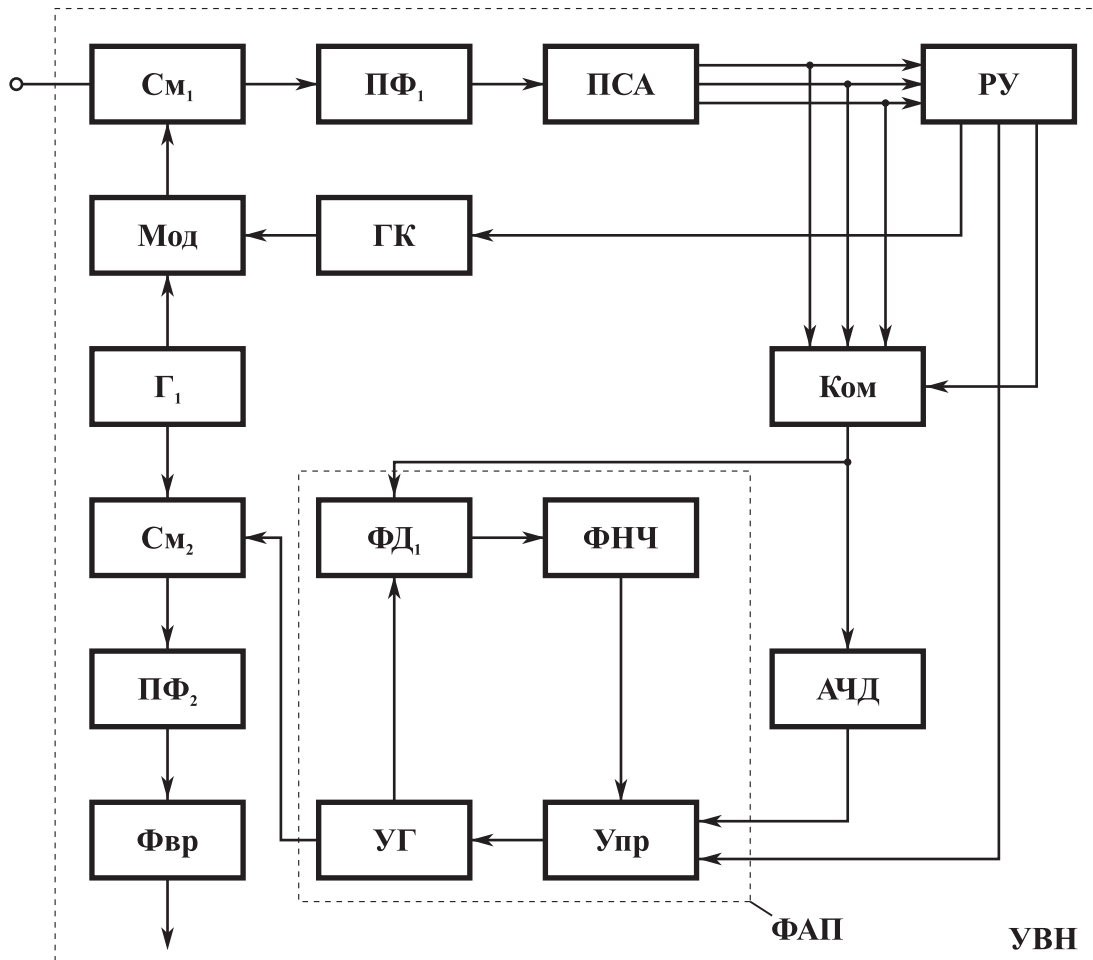 См₁
ПФ₁
ПСА
РУ
Мод
ГК
Г₁
Ком
См₂
ФД₁
ФНЧ
ПФ₂
АЧД
Фвр
УГ
Упр
ФАП
УВН